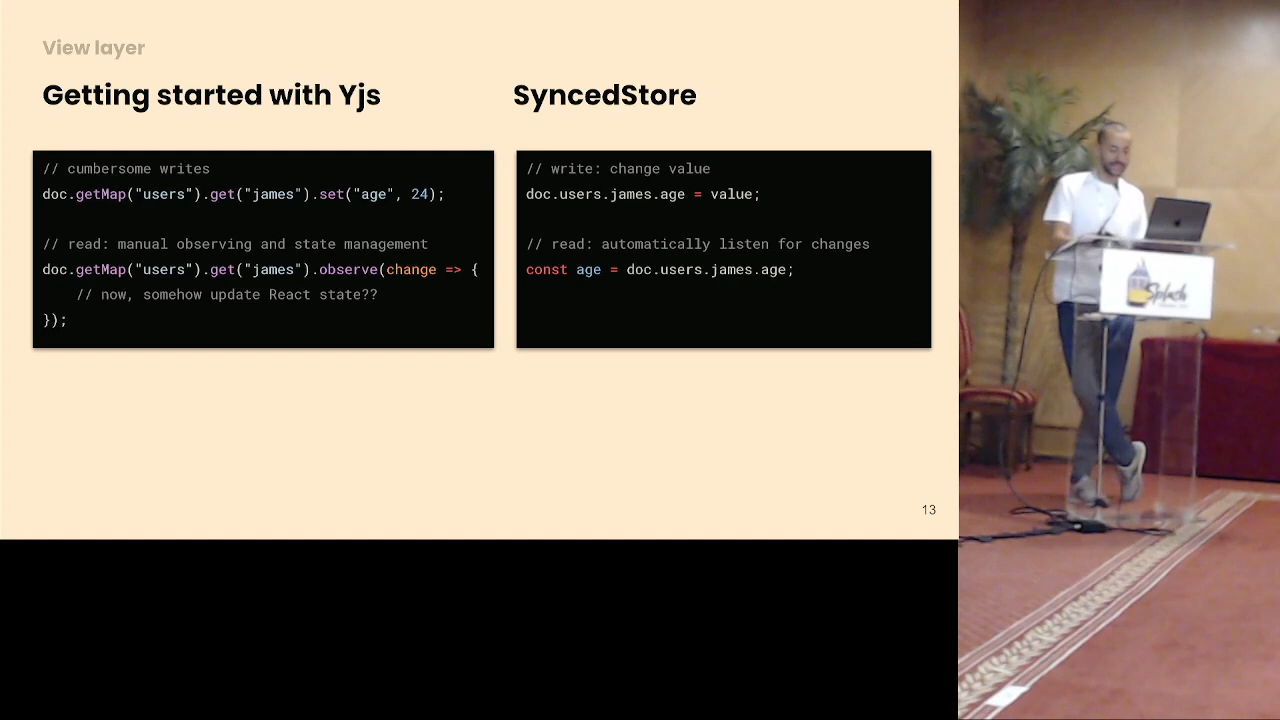 View layer
Getting started with Yjs
// cumbersome writes
doc.getMap("users").get("james").set("age", 24);
// read: manual observing and state management
doc.getMap("users").get("james").observe(change => {
// now, somehow update React state??
});
SyncedStore
// write: change value
doc.users.james.age = value;
// read: automatically listen for changes
const age = doc.users.james.age;
13
Splash